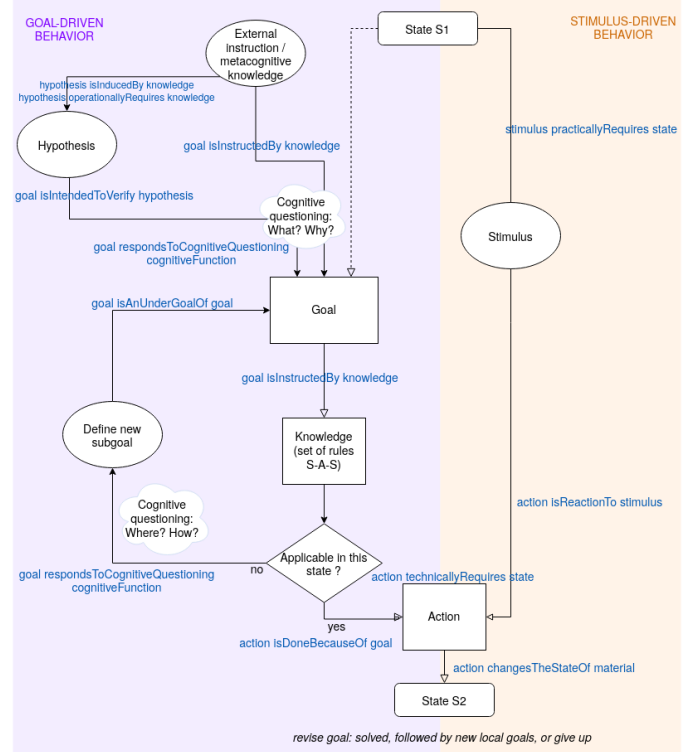 GOAL-DRIVEN
BEHAVIOR
External
instruction /
metacognitive
knowledge
State S1
STIMULUS-DRIVEN
BEHAVIOR
hypothesis isInducedBy knowledge
hypothesis operationallyRequires knowledge
Hypothesis
goal isInstructedBy knowledge
stimulus practicallyRequires state
goal isIntendedToVerify hypothesis
Cognitive
questioning:
What? Why?
Stimulus
goal respondsToCognitiveQuestioning
cognitiveFunction
goal isAnUnderGoalOf goal
Goal
goal isInstructedBy knowledge
Define new
subgoal
Knowledge
(set of rules
S-A-S)
Cognitive
questioning:
Where? How?
action isReactionTo stimulus
Applicable in this
state ?
no
goal respondsToCognitiveQuestioning
cognitiveFunction
action technicallyRequires state
yes
Action
action isDoneBecauseOf goal
action changesTheStateOf material
State S2
revise goal: solved, followed by new local goals, or give up